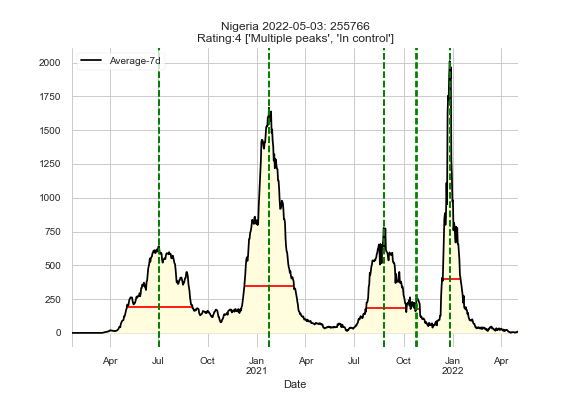 Nigeria 2022-05-03: 255766
Rating:4 ['Multiple peaks', 'In control']
Average-7d
2000
1750
1500
1250
1000
750
500
250
0
Apr Jul Oct Jan Apr Jul Oct Jan Apr
2021 2022
Date